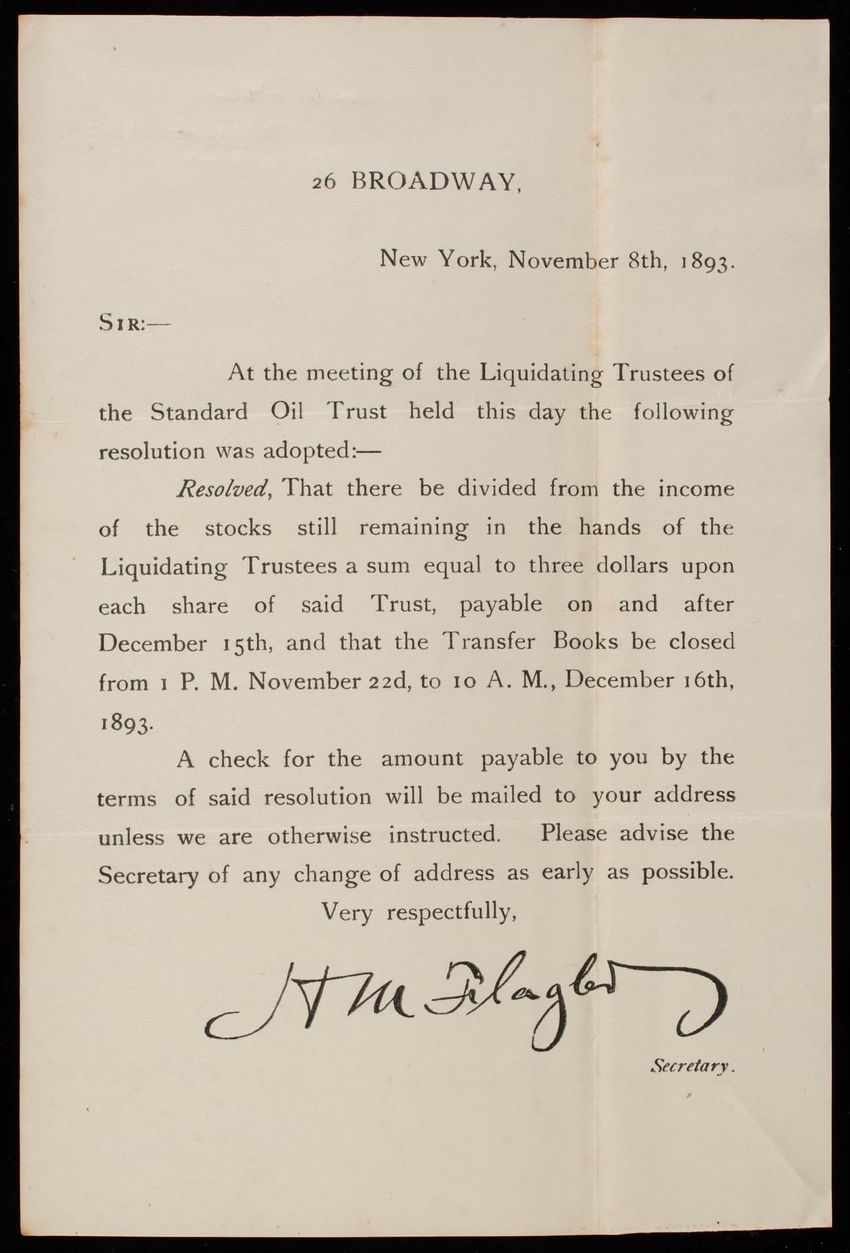 26 BROADWAY,
New York, November 8th, 1893.
SIR:—
At the meeting of the Liquidating Trustees of
the Standard Oil Trust held this day the following
resolution was adopted:—
Resolved, That there be divided from the income
of the stocks still remaining in the hands of the
Liquidating Trustees a sum equal to three dollars upon
each share of said Trust, payable on and after
December 15th, and that the Transfer Books be closed
from 1 P. M. November 22d, to 10 A. M., December 16th,
1893.
A check for the amount payable to you by the
terms of said resolution will be mailed to your address
unless we are otherwise instructed. Please advise the
Secretary of any change of address as early as possible.
Very respectfully,
H M Flagler
Secretary.